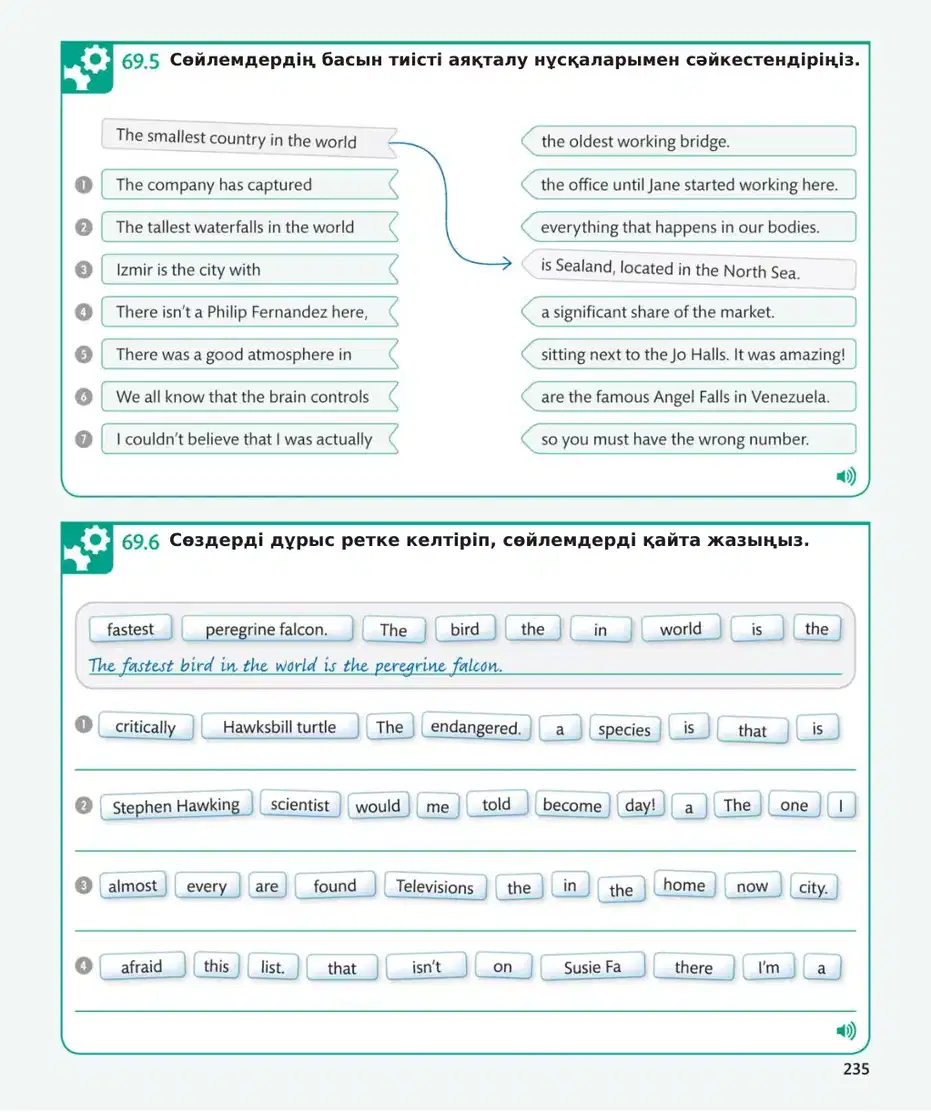 69.5 Сөйлемдердің басын тиісті аяқталу нұсқаларымен сәйкестендіріңіз.
The smallest country in the world
the oldest working bridge.
1 The company has captured
the office until Jane started working here.
2 The tallest waterfalls in the world
everything that happens in our bodies.
3 Izmir is the city with
is Sealand, located in the North Sea.
4 There isn't a Philip Fernandez here,
a significant share of the market.
5 There was a good atmosphere in
sitting next to the Jo Halls. It was amazing!
6 We all know that the brain controls
are the famous Angel Falls in Venezuela.
7 I couldn't believe that I was actually
so you must have the wrong number.
69.6 Сөздерді дұрыс ретке келтіріп, сөйлемдерді қайта жазыңыз.
fastest peregrine falcon. The bird the in world is the
The fastest bird in the world is the peregrine falcon.
1 critically Hawksbill turtle The endangered. a species is that is
2 Stephen Hawking scientist would me told become day! a The one I
3 almost every are found Televisions the in the home now city.
4 afraid this list. that isn't on Susie Fa there I'm a
235